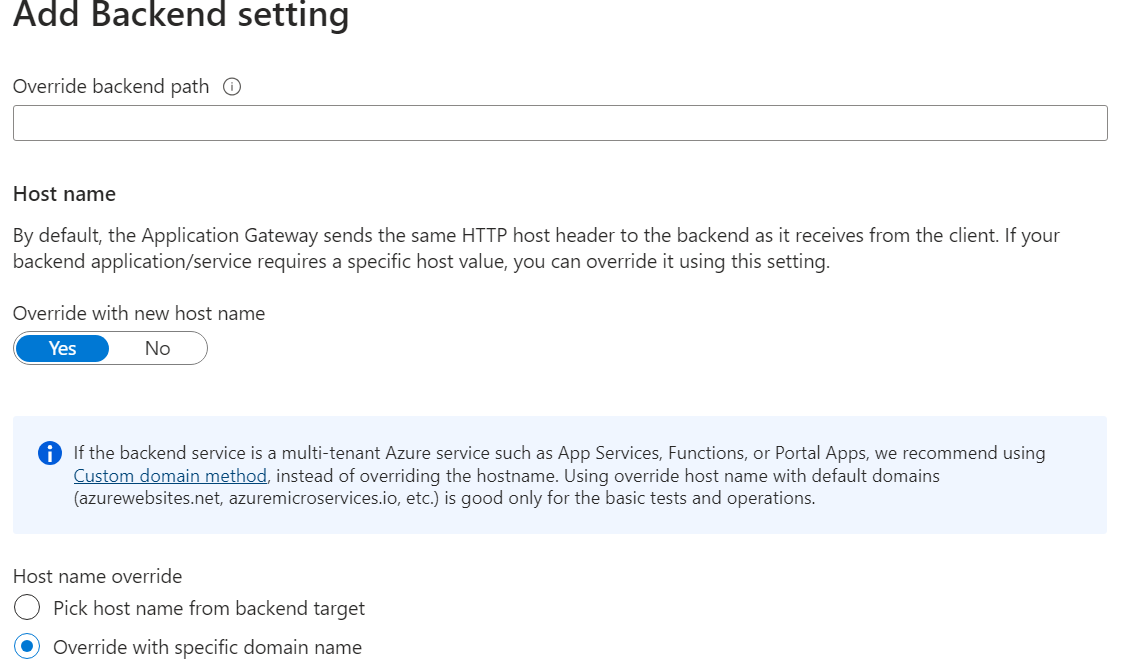 Add Backend setting
Override backend path
Host name
By default, the Application Gateway sends the same HTTP host header to the backend as it receives from the client. If your
backend application/service requires a specific host value, you can override it using this setting.
Override with new host name
Yes No
If the backend service is a multi-tenant Azure service such as App Services, Functions, or Portal Apps, we recommend using
Custom domain method, instead of overriding the hostname. Using override host name with default domains
(azurewebsites.net, azuremicroservices.io, etc.) is good only for the basic tests and operations.
Host name override
Pick host name from backend target
Override with specific domain name